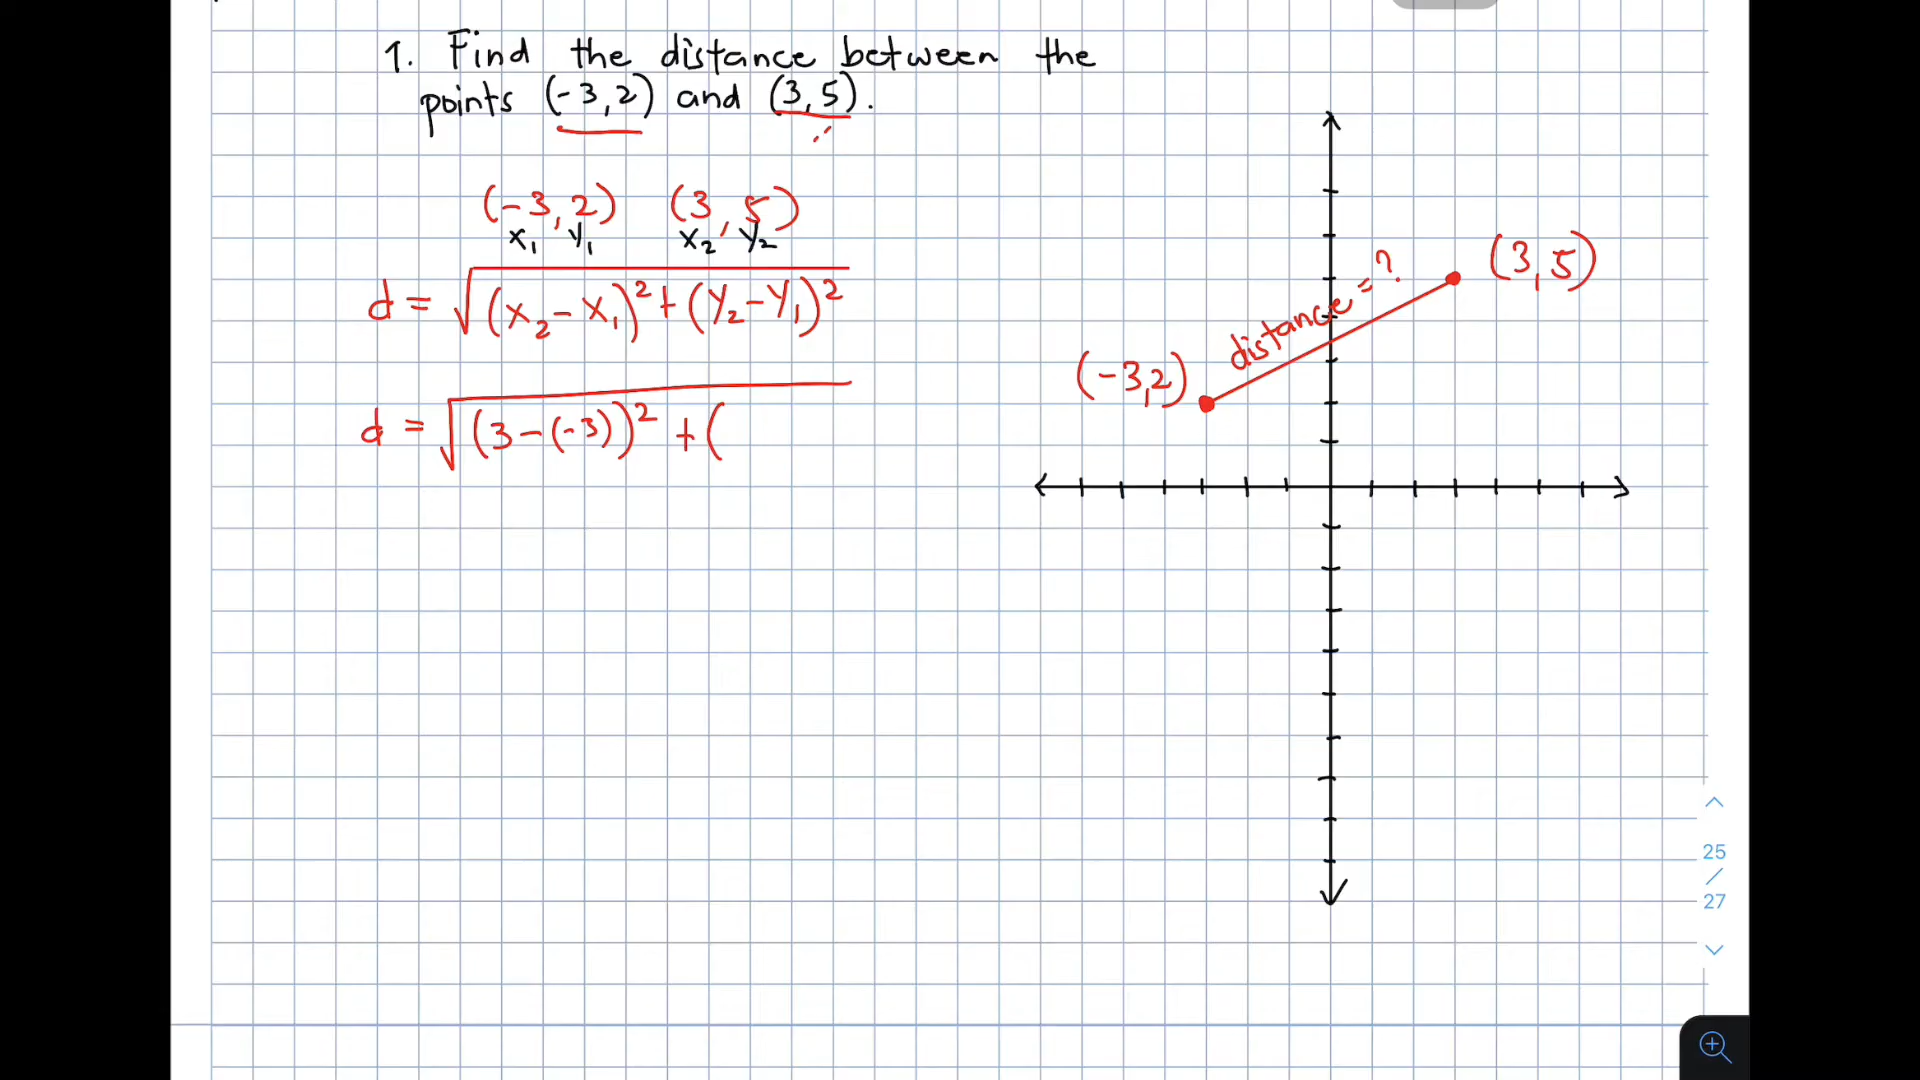 1. Find the distance between the
points (-3,2) and (3,5).
(-3,2) (3,5)
x₁ y₁ x₂ y₂
d = √(x₂-x₁)²+(y₂-y₁)²
d = √(3-(-3))² + (
distance = ?
(3,5)
(-3,2)
25
/
27